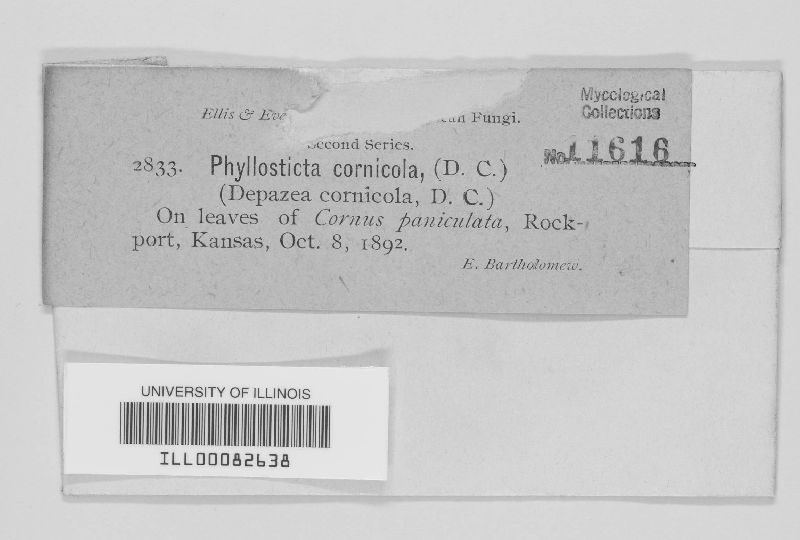 Ellis & Eve
an Fungi.
Second Series.
Mycological
Collections
No. 11616
2833. Phyllosticta cornicola, (D. C.)
(Depazea cornicola, D. C.)
On leaves of Cornus paniculata, Rock-
port, Kansas, Oct. 8, 1892.
E. Bartholomew.
UNIVERSITY OF ILLINOIS
ILL00082638